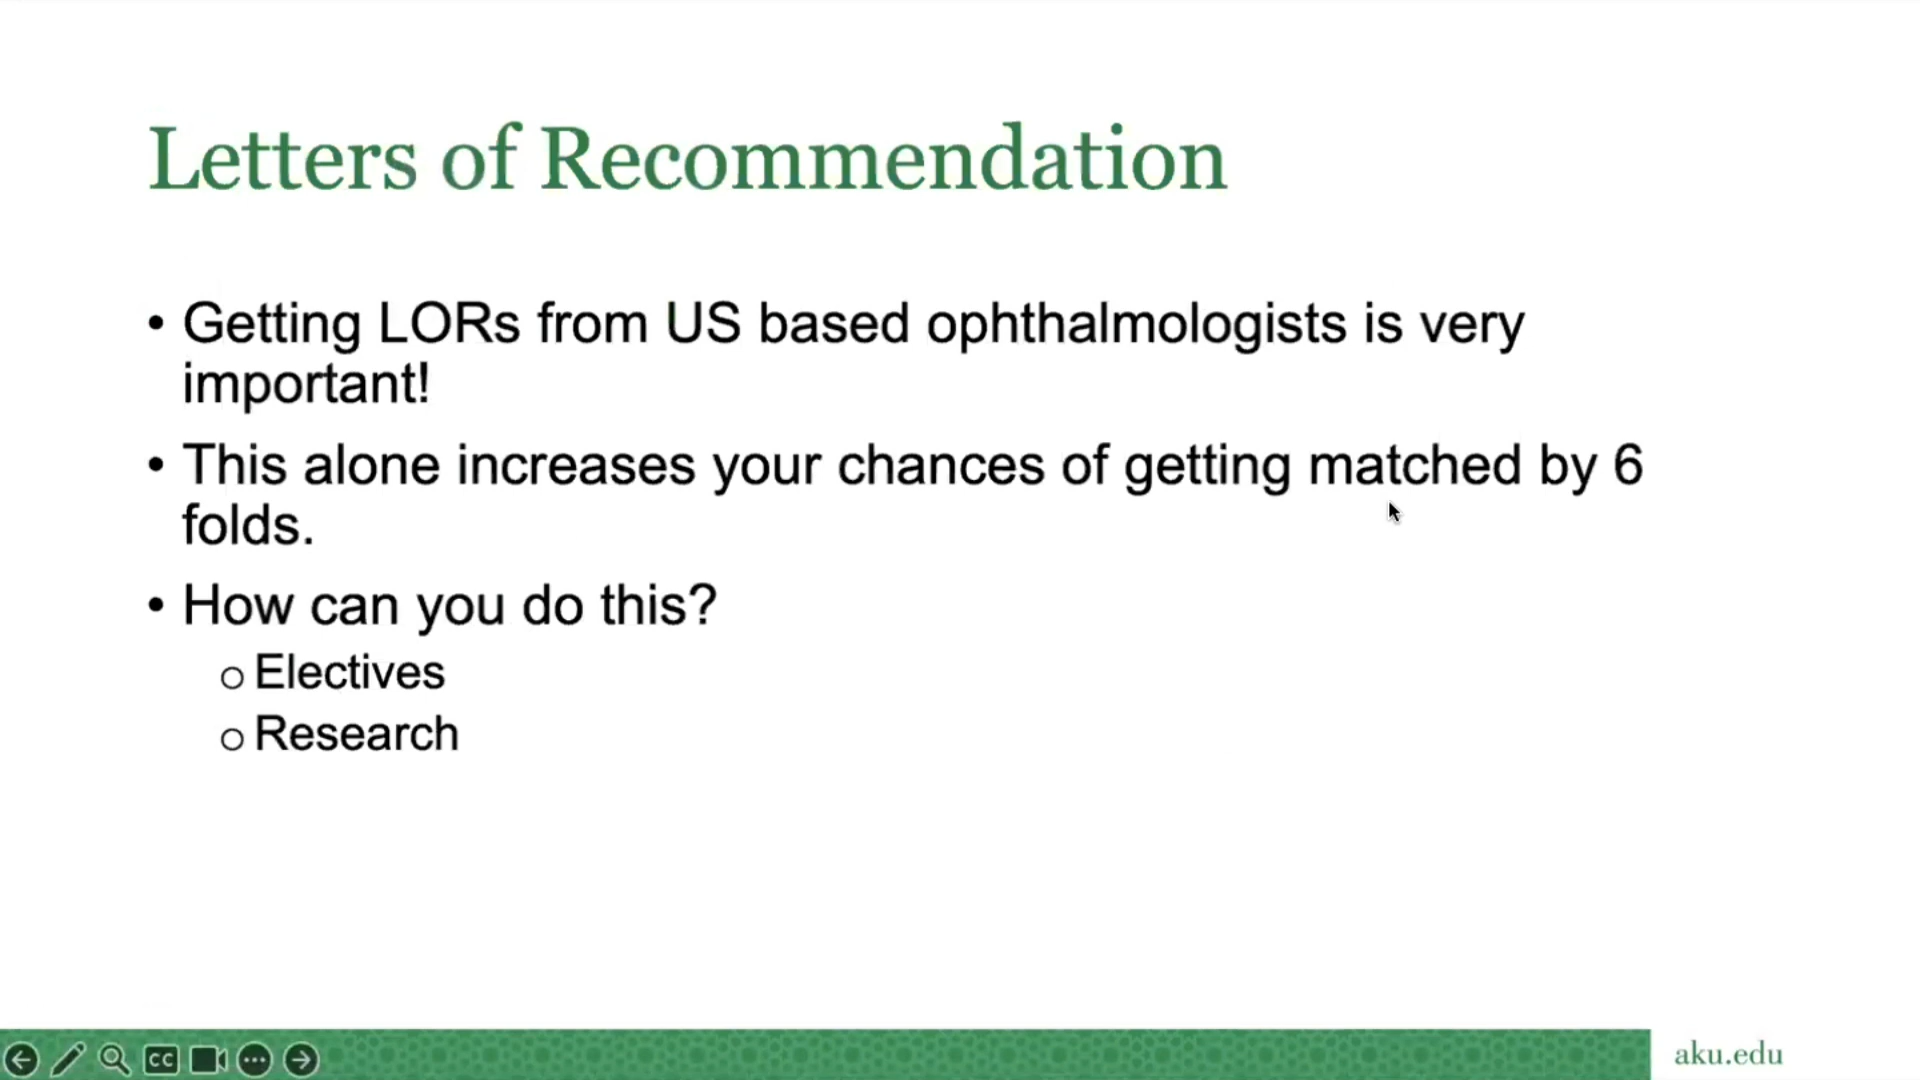 Letters of Recommendation
• Getting LORs from US based ophthalmologists is very
important!
• This alone increases your chances of getting matched by 6
folds.
• How can you do this?
o Electives
o Research
CC
aku.edu